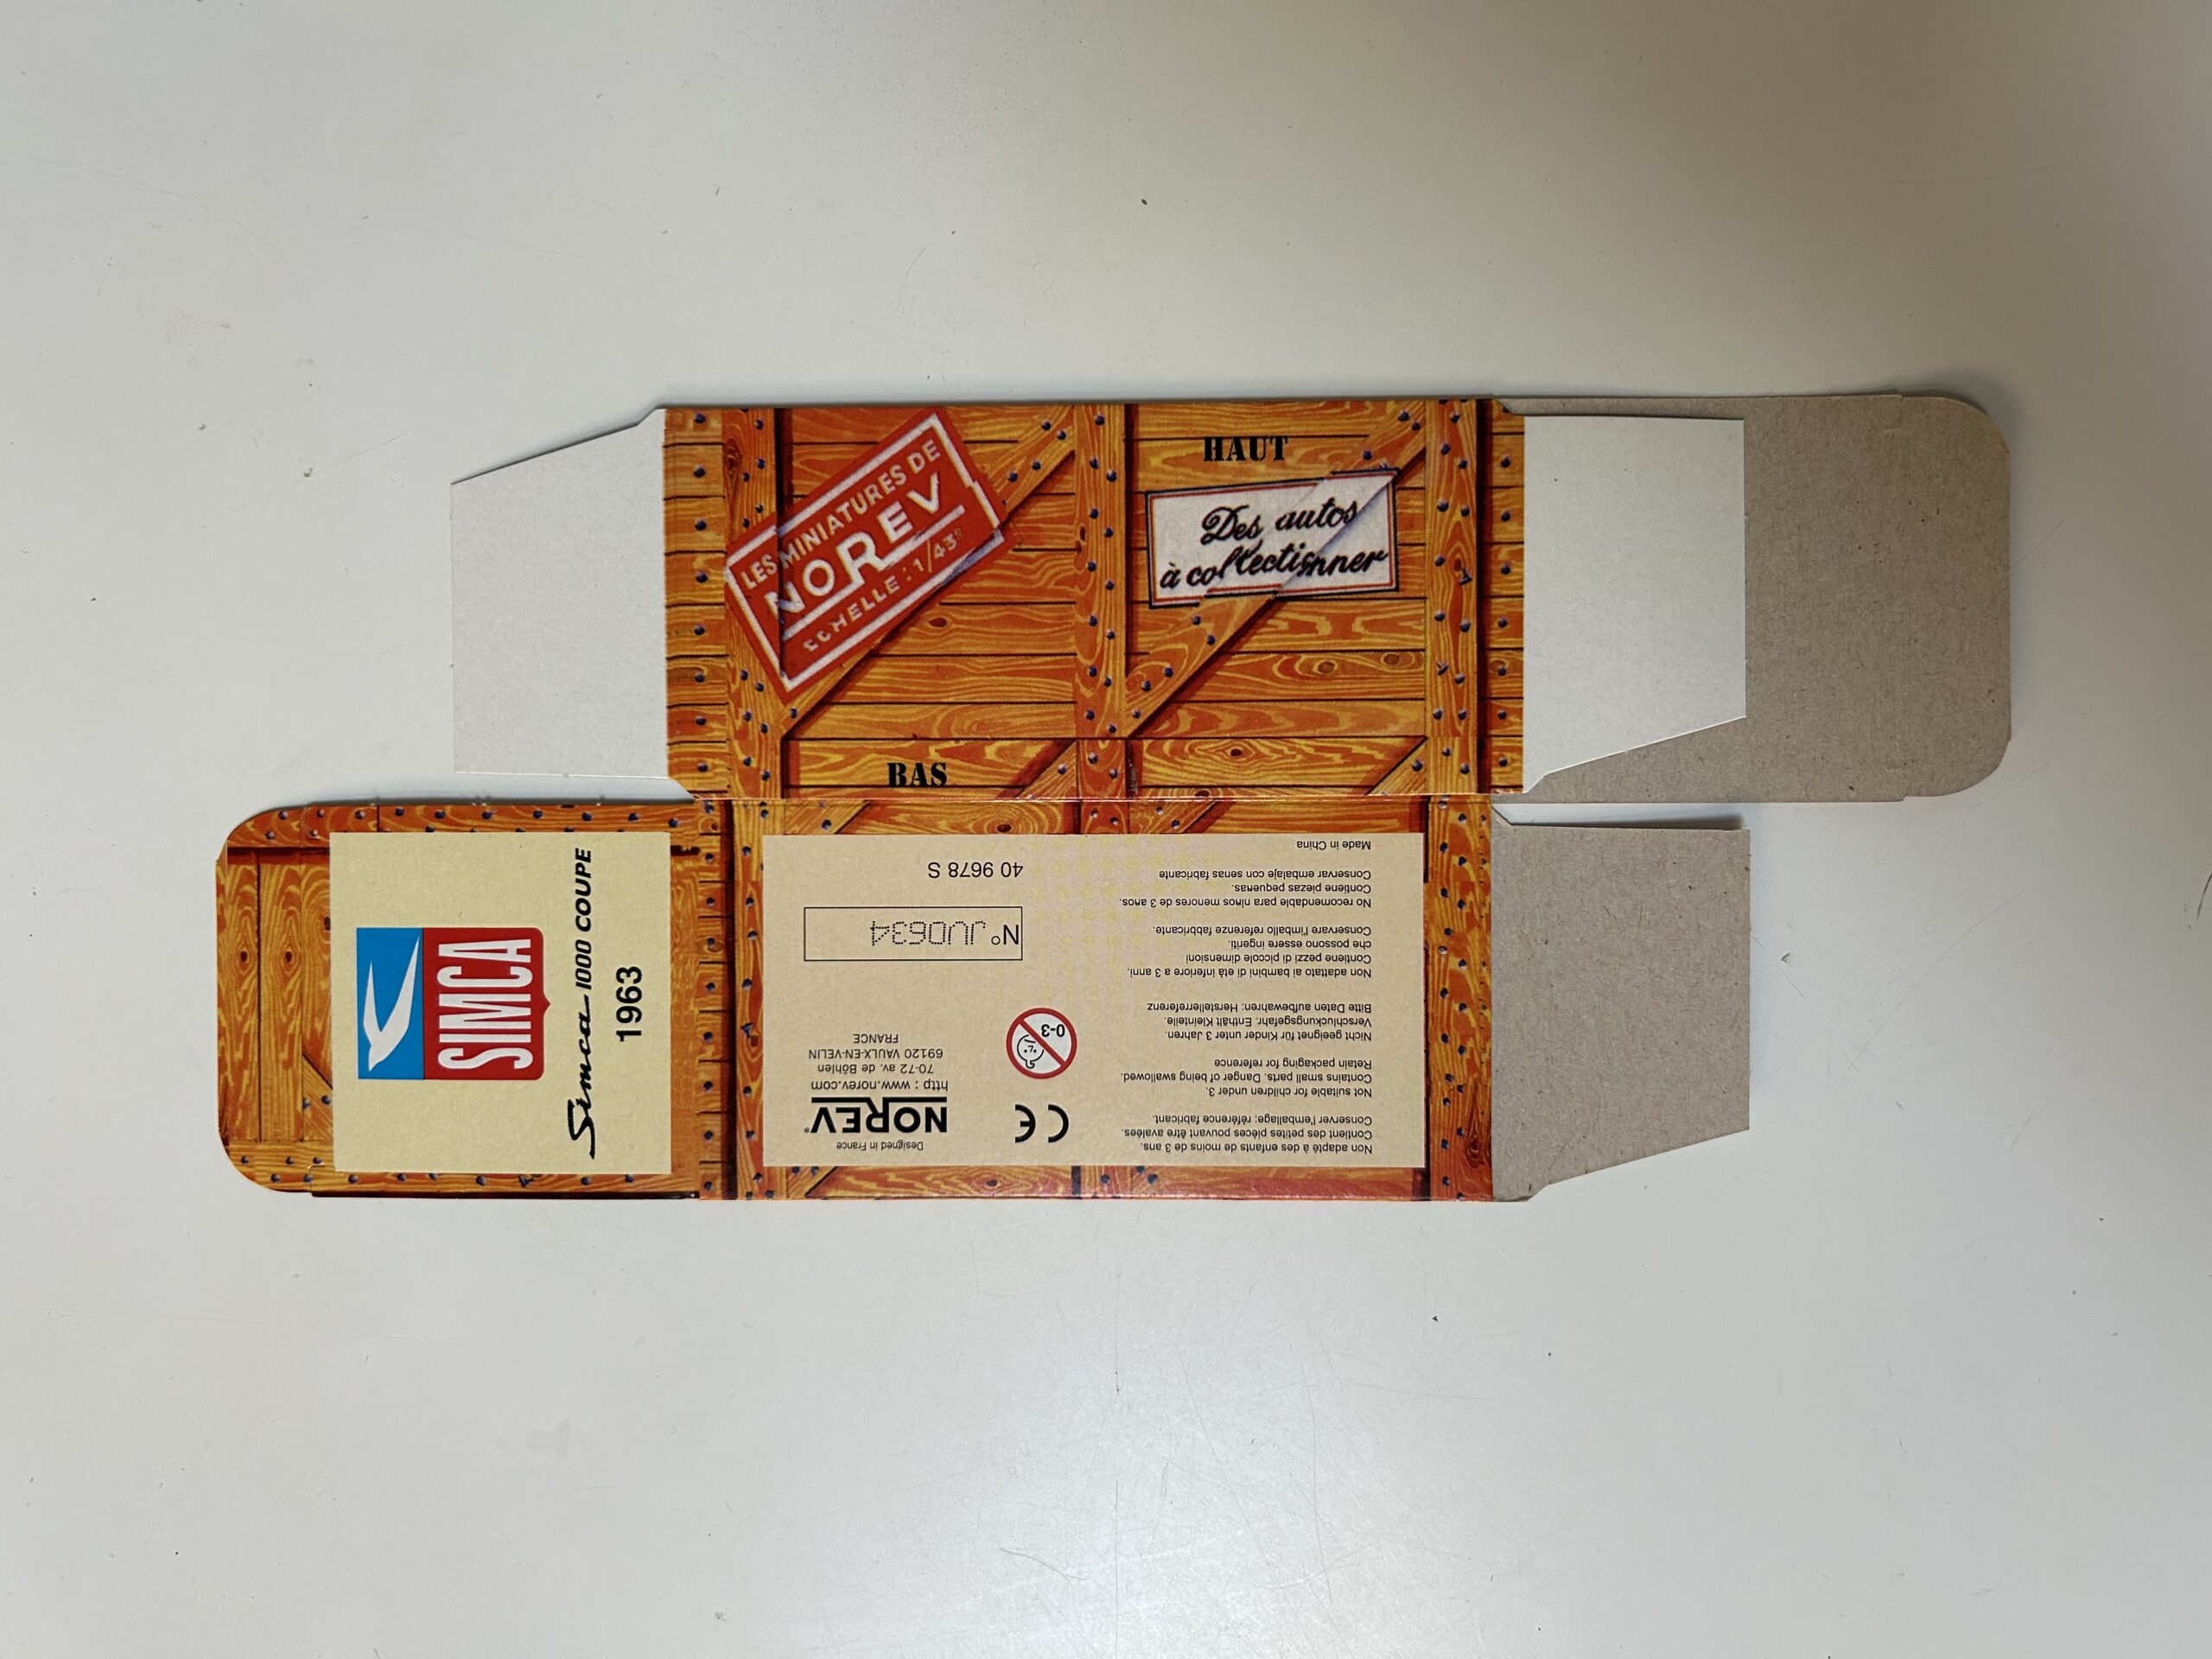 LES MINIATURES DE
NOREV
ECHELLE : 1/43e
HAUT
Des autos
à collectionner
BAS
SIMCA
Simca 1000 COUPE
1963
Designed in France
NOREV®
http : www.norev.com
70-72 av. de Böhlen
69120 VAULX-EN-VELIN
FRANCE
N° JU0634
40 9678 S
CE
0-3
Non adapté à des enfants de moins de 3 ans.
Contient des petites pièces pouvant être avalées.
Conserver l'emballage: référence fabricant.
Not suitable for children under 3.
Contains small parts. Danger of being swallowed.
Retain packaging for reference
Nicht geeignet für Kinder unter 3 Jahren.
Verschluckungsgefahr. Enthält Kleinteile.
Bitte Daten aufbewahren: Herstellerreferenz
Non adattato ai bambini di età inferiore a 3 anni.
Contiene pezzi di piccole dimensioni
che possono essere ingeriti.
Conservare l'imballo referenze fabbricante.
No recomendable para ninos menores de 3 anos.
Contiene piezas pequenas.
Conservar embalaje con senas fabricante
Made in China